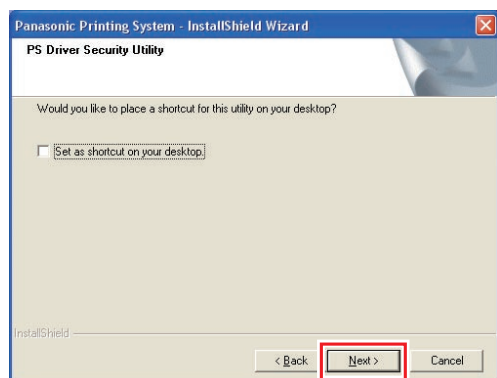 Panasonic Printing System - InstallShield Wizard
PS Driver Security Utility
Would you like to place a shortcut for this utility on your desktop?
Set as shortcut on your desktop.
InstallShield
< Back Next > Cancel